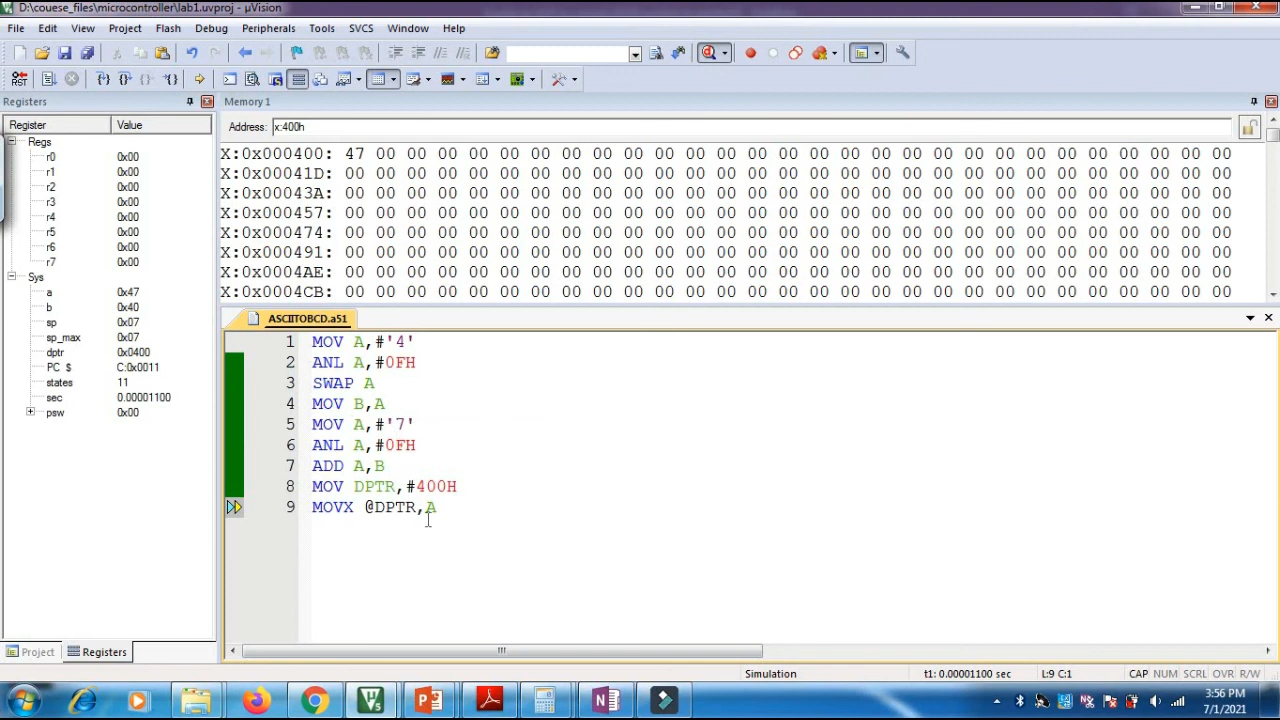 D:\couese_files\microcontroller\lab1.uvproj - µVision
File Edit View Project Flash Debug Peripherals Tools SVCS Window Help
Registers
Register Value
Regs
r0 0x00
r1 0x00
r2 0x00
r3 0x00
r4 0x00
r5 0x00
r6 0x00
r7 0x00
Sys
a 0x47
b 0x40
sp 0x07
sp_max 0x07
dptr 0x0400
PC $ C:0x0011
states 11
sec 0.00001100
psw 0x00
Project Registers
Memory 1
Address: x:400h
X:0x000400: 47 00 00 00 00 00 00 00 00 00 00 00 00 00 00 00 00 00 00 00 00 00 00 00 00 00 00 00 00
X:0x00041D: 00 00 00 00 00 00 00 00 00 00 00 00 00 00 00 00 00 00 00 00 00 00 00 00 00 00 00 00 00
X:0x00043A: 00 00 00 00 00 00 00 00 00 00 00 00 00 00 00 00 00 00 00 00 00 00 00 00 00 00 00 00 00
X:0x000457: 00 00 00 00 00 00 00 00 00 00 00 00 00 00 00 00 00 00 00 00 00 00 00 00 00 00 00 00 00
X:0x000474: 00 00 00 00 00 00 00 00 00 00 00 00 00 00 00 00 00 00 00 00 00 00 00 00 00 00 00 00 00
X:0x000491: 00 00 00 00 00 00 00 00 00 00 00 00 00 00 00 00 00 00 00 00 00 00 00 00 00 00 00 00 00
X:0x0004AE: 00 00 00 00 00 00 00 00 00 00 00 00 00 00 00 00 00 00 00 00 00 00 00 00 00 00 00 00 00
X:0x0004CB: 00 00 00 00 00 00 00 00 00 00 00 00 00 00 00 00 00 00 00 00 00 00 00 00 00 00 00 00 00
ASCIITOBCD.a51
1 MOV A,#'4'
2 ANL A,#0FH
3 SWAP A
4 MOV B,A
5 MOV A,#'7'
6 ANL A,#0FH
7 ADD A,B
8 MOV DPTR,#400H
9 MOVX @DPTR,A
Simulation t1: 0.00001100 sec L:9 C:1 CAP NUM SCRL OVR R/W
3:56 PM
7/1/2021